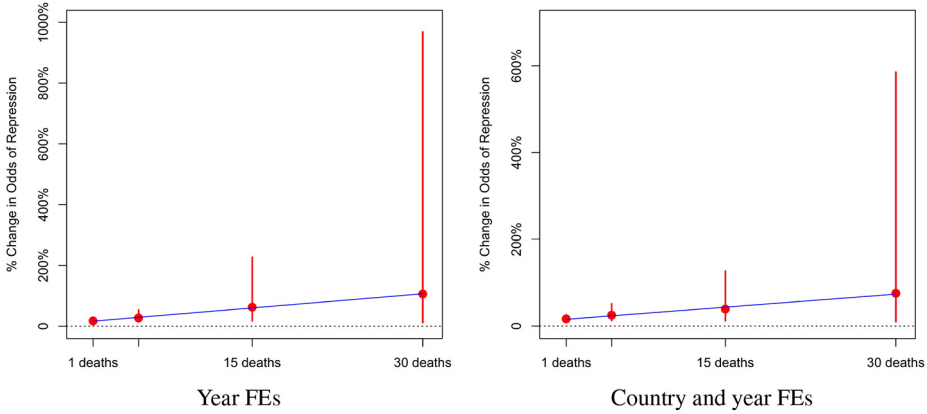 % Change in Odds of Repression
1000%
800%
600%
400%
200%
0
1 deaths
15 deaths
30 deaths
Year FEs
% Change in Odds of Repression
600%
400%
200%
0
1 deaths
15 deaths
30 deaths
Country and year FEs